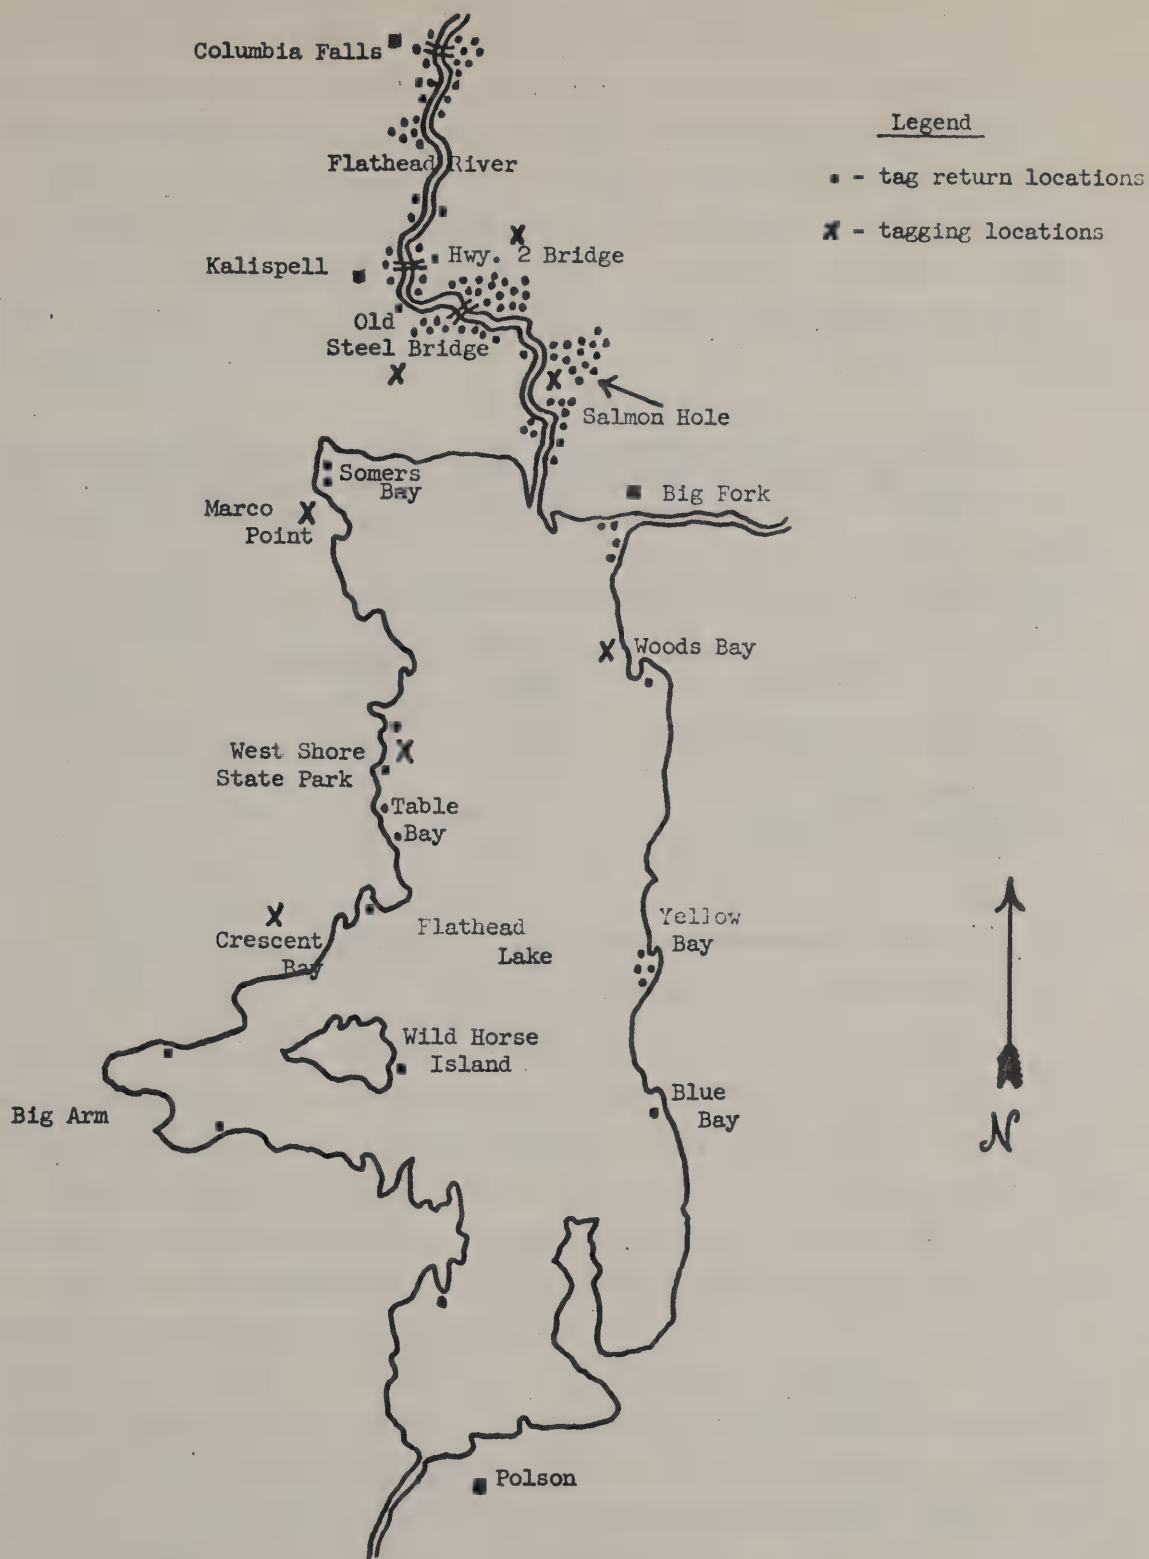 Columbia Falls
Legend
Flathead River
• - tag return locations
X - tagging locations
Kalispell
Hwy. 2 Bridge
Old
Steel Bridge
Salmon Hole
Somers
Bay
Marco
Point
Big Fork
Woods Bay
West Shore
State Park
Table
Bay
Crescent
Bay
Flathead
Lake
Yellow
Bay
Wild Horse
Island
Big Arm
Blue
Bay
N
Polson